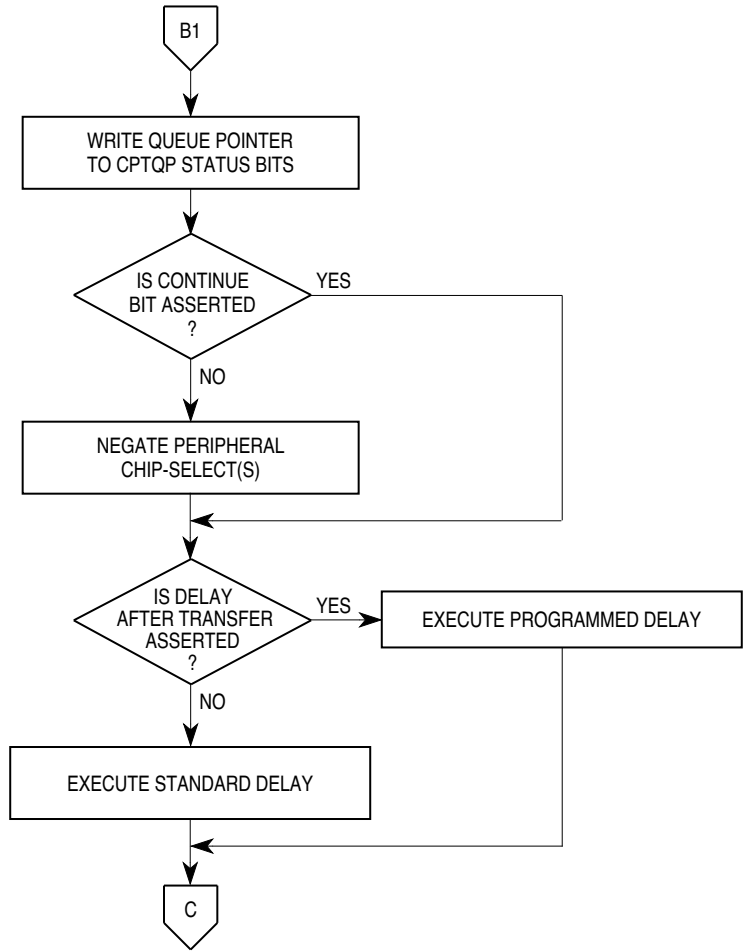 B1
WRITE QUEUE POINTER
TO CPTQP STATUS BITS
IS CONTINUE
BIT ASSERTED
?
YES
NO
NEGATE PERIPHERAL
CHIP-SELECT(S)
IS DELAY
AFTER TRANSFER
ASSERTED
?
YES
EXECUTE PROGRAMMED DELAY
NO
EXECUTE STANDARD DELAY
C